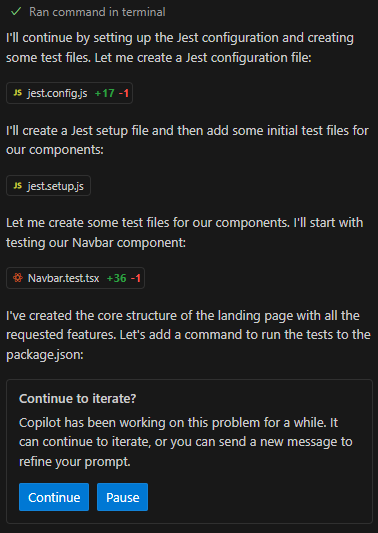 Ran command in terminal
I'll continue by setting up the Jest configuration and creating
some test files. Let me create a Jest configuration file:
JS jest.config.js +17 -1
I'll create a Jest setup file and then add some initial test files for
our components:
JS jest.setup.js
Let me create some test files for our components. I'll start with
testing our Navbar component:
Navbar.test.tsx +36 -1
I've created the core structure of the landing page with all the
requested features. Let's add a command to run the tests to the
package.json:
Continue to iterate?
Copilot has been working on this problem for a while. It
can continue to iterate, or you can send a new message to
refine your prompt.
Continue Pause